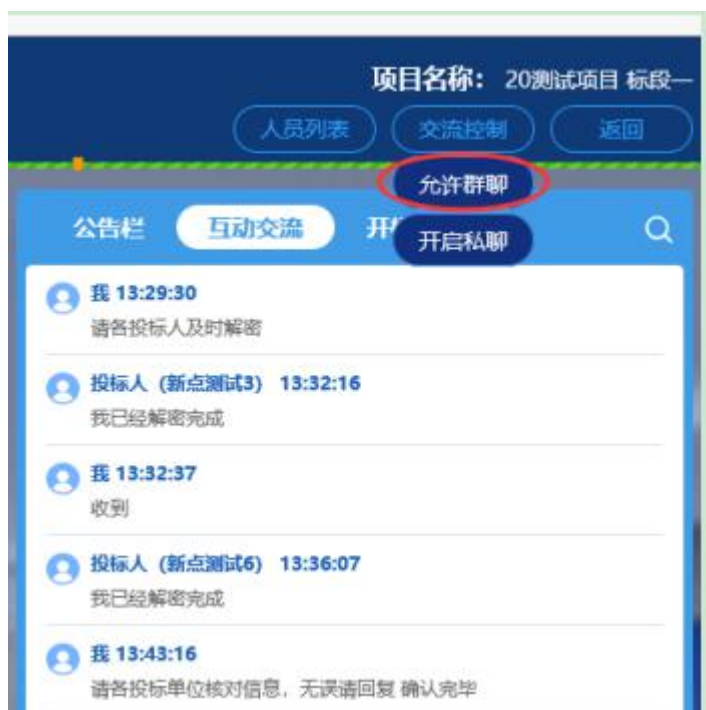 项目名称： 20测试项目 标段一
人员列表 交流控制 返回
允许群聊
公告栏 互动交流 开
开启私聊
我 13:29:30
请各投标人及时解密
投标人（新点测试3） 13:32:16
我已经解密完成
我 13:32:37
收到
投标人（新点测试6） 13:36:07
我已经解密完成
我 13:43:16
请各投标单位核对信息，无误请回复 确认完毕